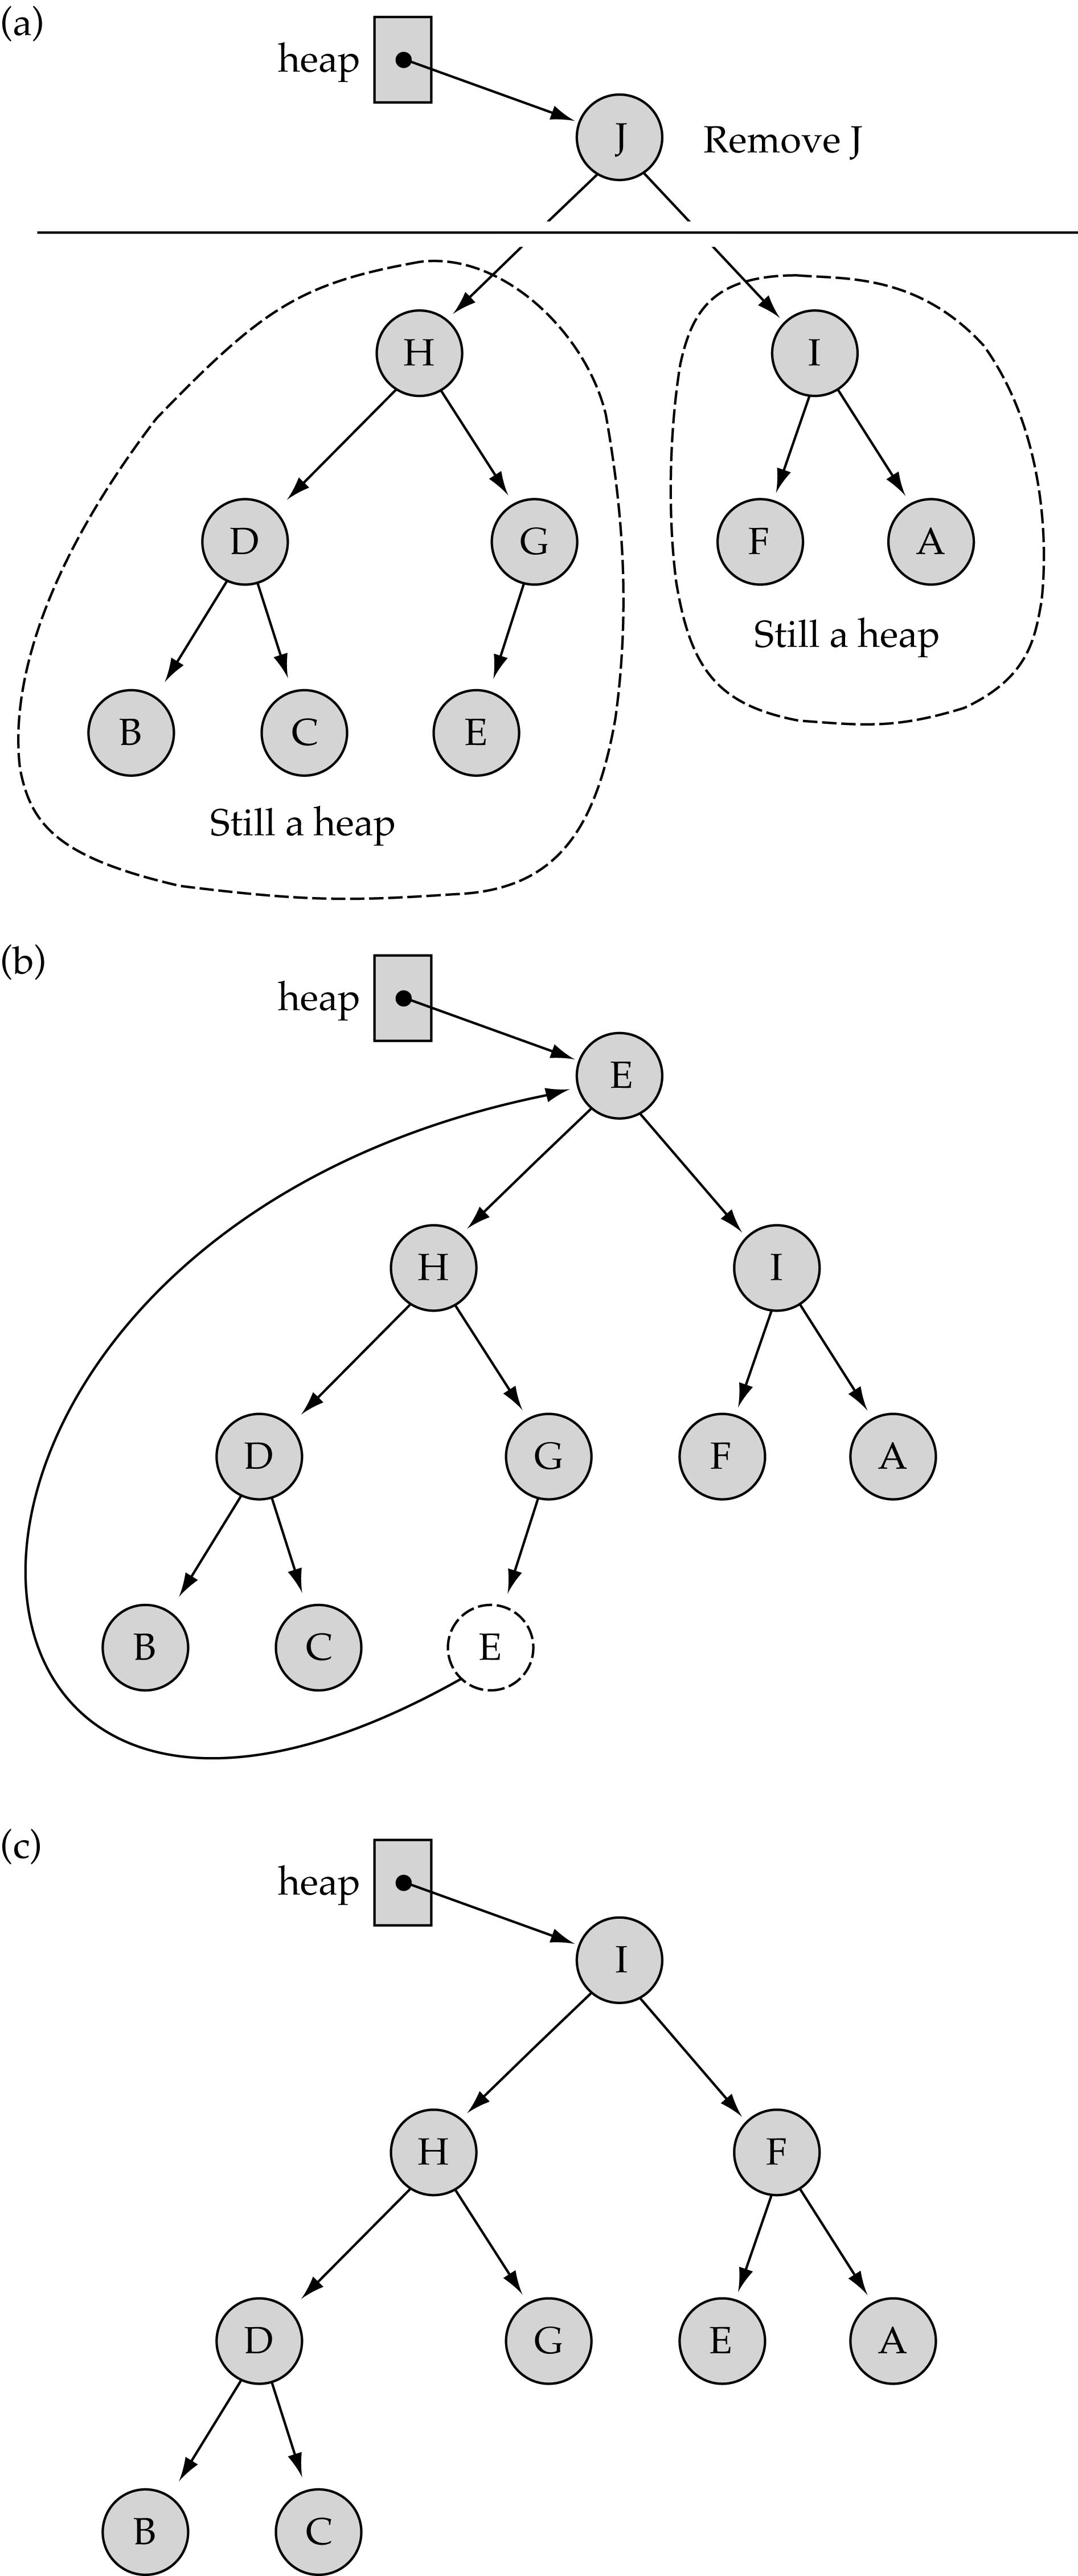 (a)
heap
J Remove J
H I
D G F A
Still a heap
B C E
Still a heap
(b)
heap
E
H I
D G F A
B C E
(c)
heap
I
H F
D G E A
B C